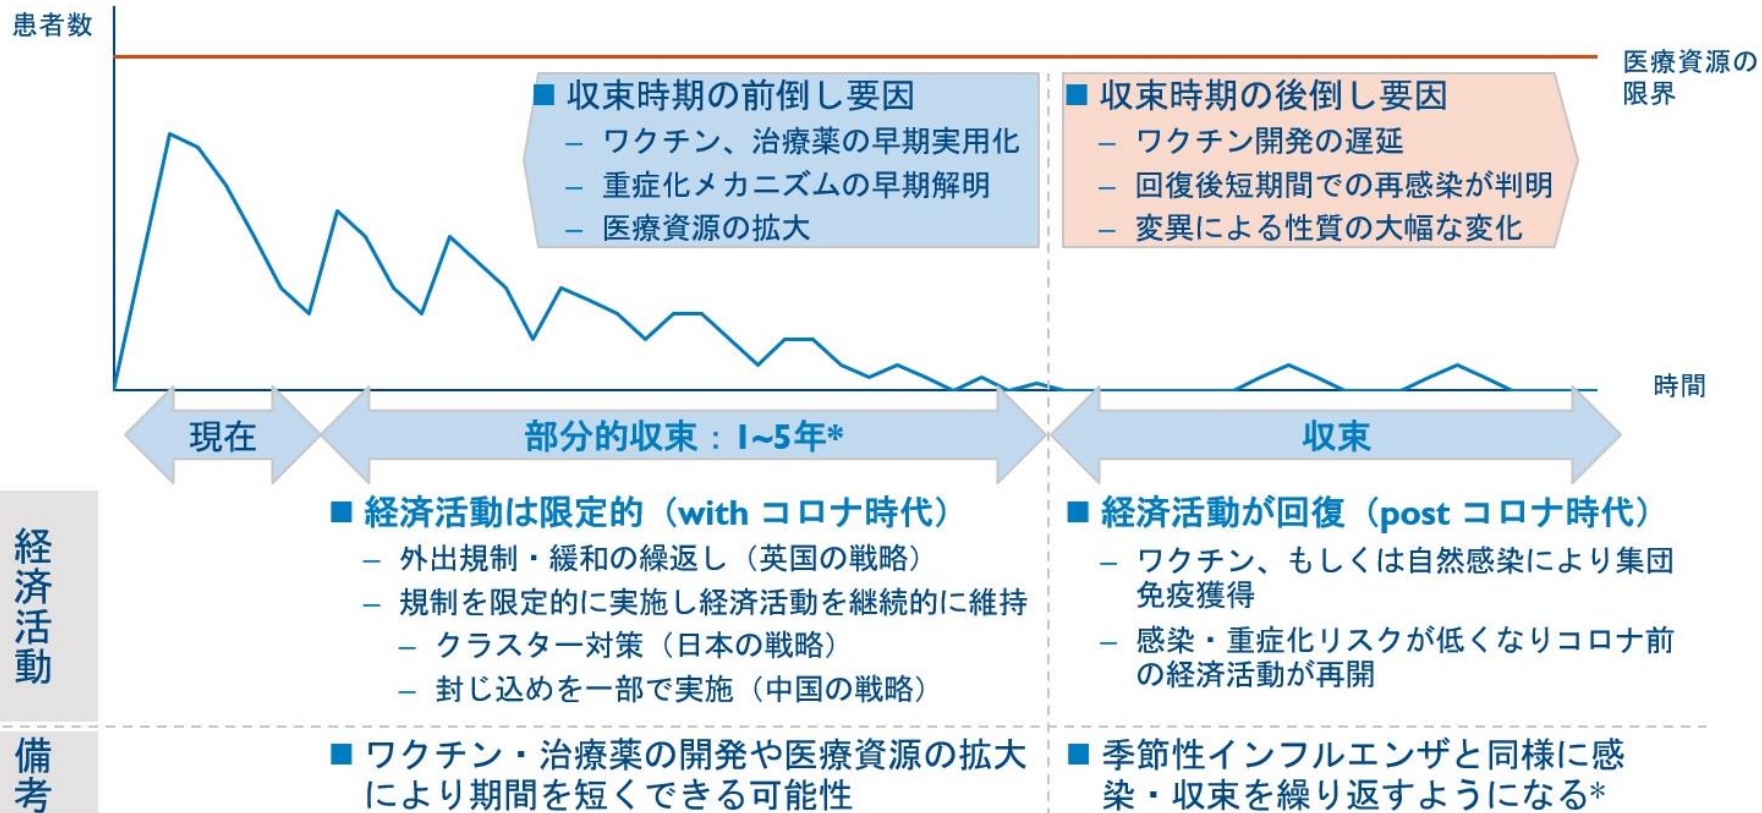 患者数
医療資源の
限界
■ 収束時期の前倒し要因
– ワクチン、治療薬の早期実用化
– 重症化メカニズムの早期解明
– 医療資源の拡大
■ 収束時期の後倒し要因
– ワクチン開発の遅延
– 回復後短期間での再感染が判明
– 変異による性質の大幅な変化
時間
現在
部分的収束：1~5年*
収束
経済活動
■ 経済活動は限定的（with コロナ時代）
– 外出規制・緩和の繰返し（英国の戦略）
– 規制を限定的に実施し経済活動を継続的に維持
– クラスター対策（日本の戦略）
– 封じ込めを一部で実施（中国の戦略）
■ 経済活動が回復（post コロナ時代）
– ワクチン、もしくは自然感染により集団
免疫獲得
– 感染・重症化リスクが低くなりコロナ前
の経済活動が再開
備考
■ ワクチン・治療薬の開発や医療資源の拡大
により期間を短くできる可能性
■ 季節性インフルエンザと同様に感
染・収束を繰り返すようになる*